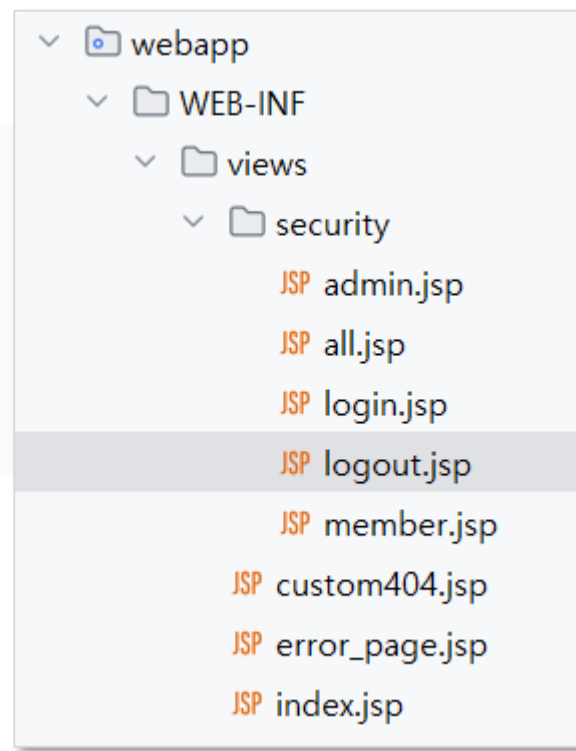 webapp
WEB-INF
views
security
JSP admin.jsp
JSP all.jsp
JSP login.jsp
JSP logout.jsp
JSP member.jsp
JSP custom404.jsp
JSP error_page.jsp
JSP index.jsp